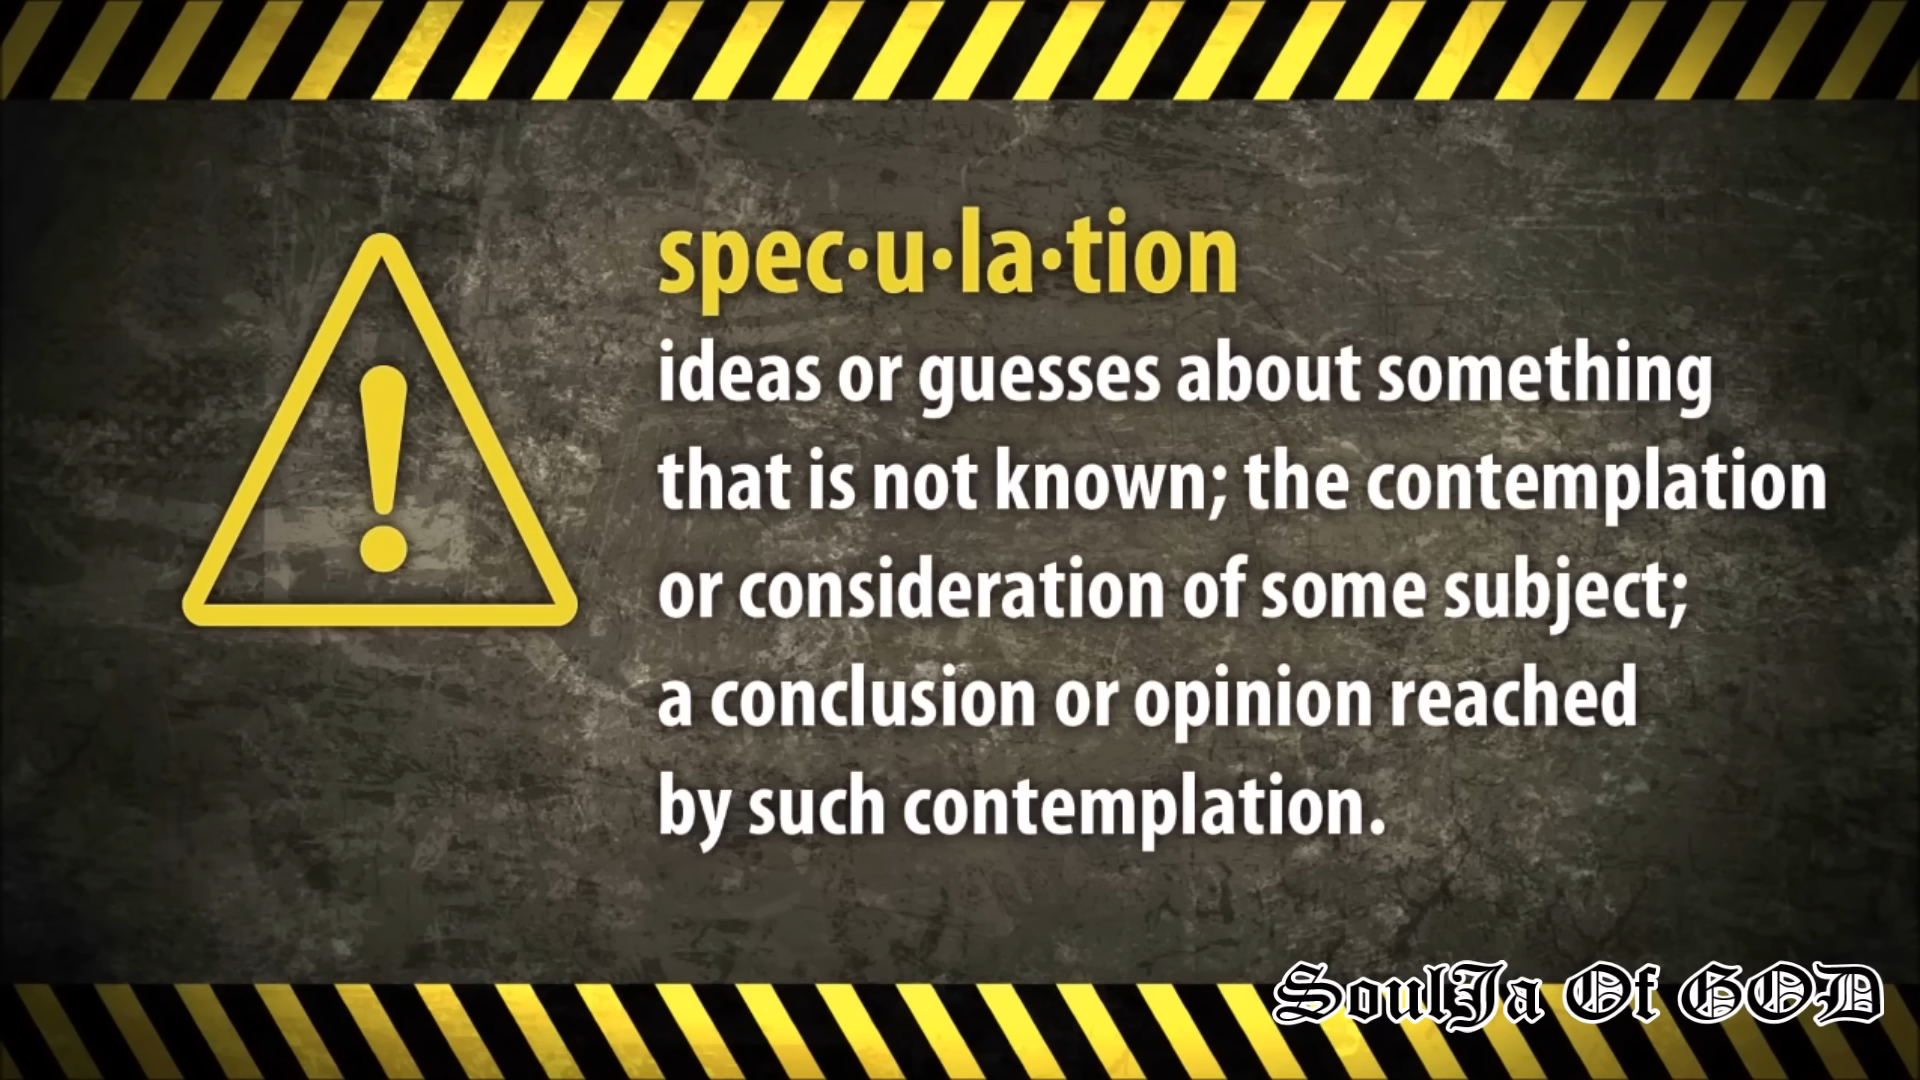 spec·u·la·tion
ideas or guesses about something
that is not known; the contemplation
or consideration of some subject;
a conclusion or opinion reached
by such contemplation.
SoulJa Of GOD